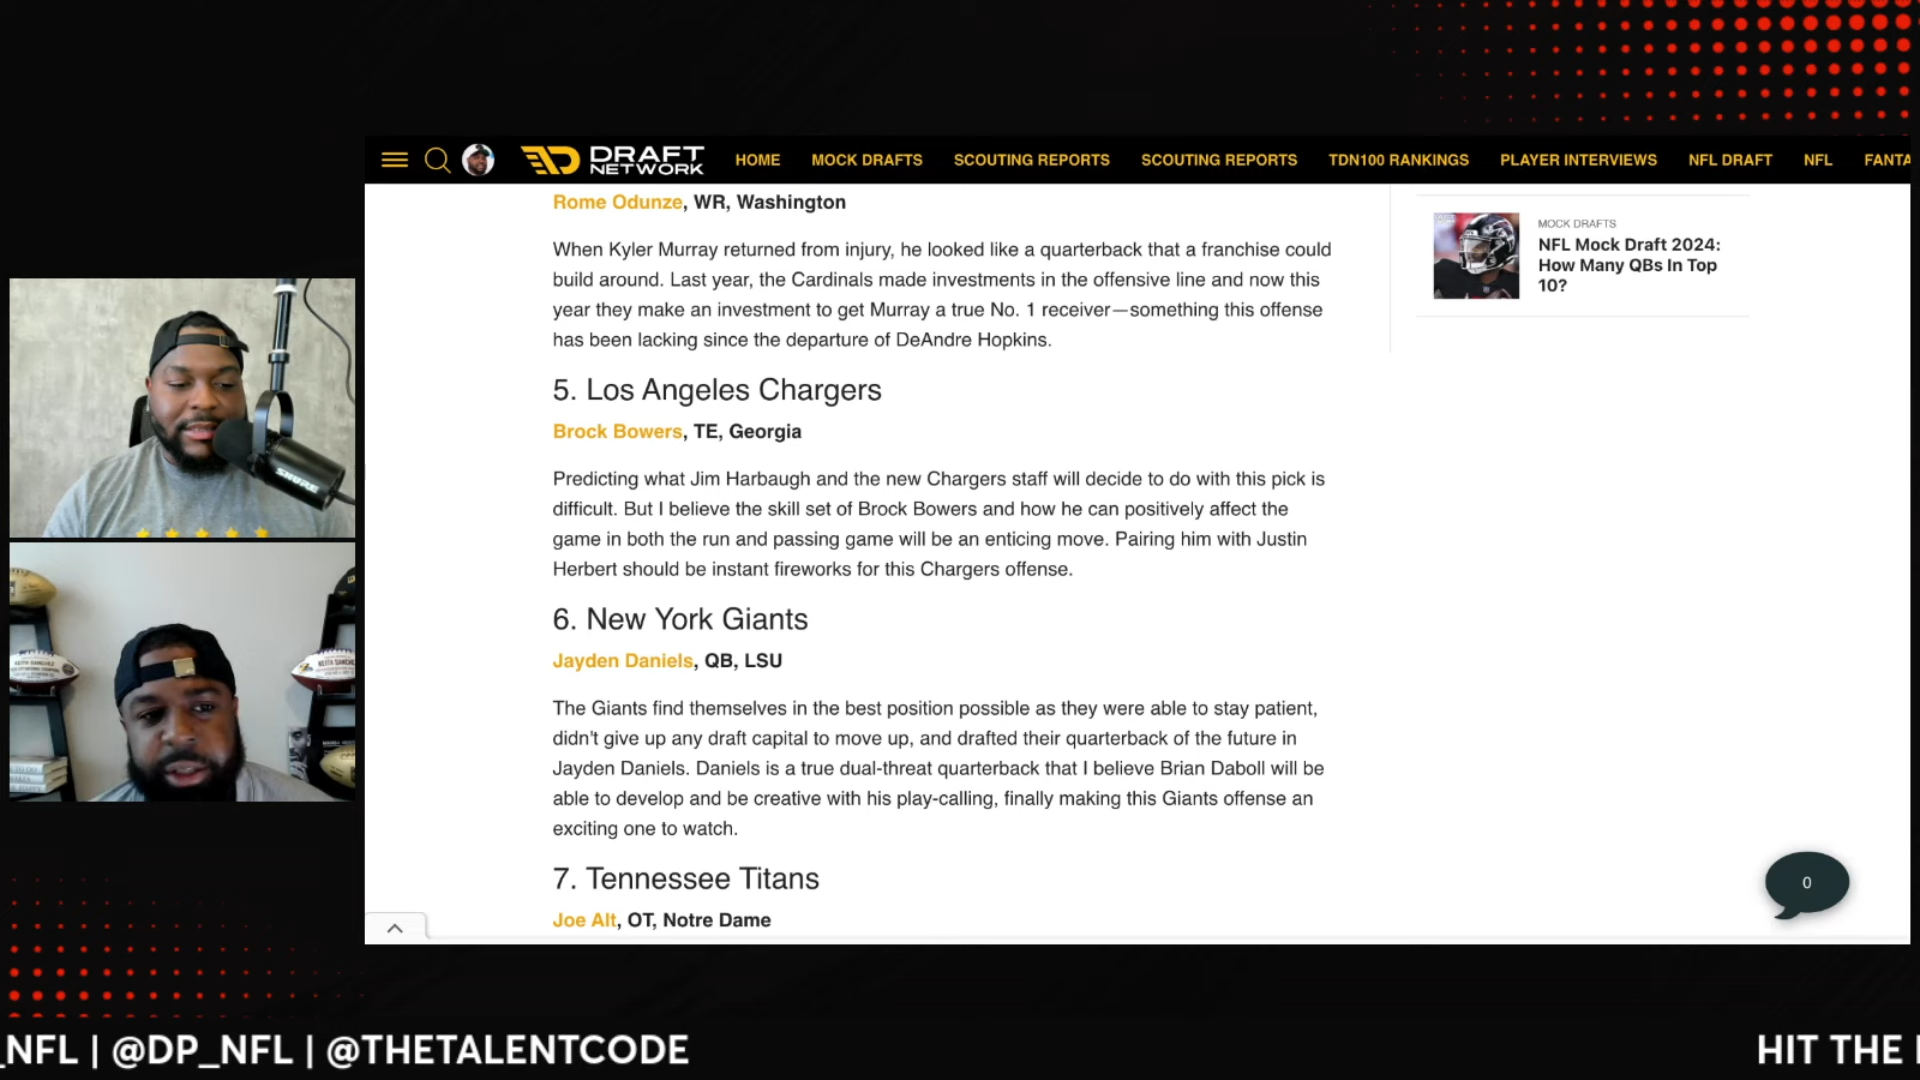 DRAFT
NETWORK
HOME MOCK DRAFTS SCOUTING REPORTS SCOUTING REPORTS TDN100 RANKINGS PLAYER INTERVIEWS NFL DRAFT NFL FANTA
Rome Odunze, WR, Washington
When Kyler Murray returned from injury, he looked like a quarterback that a franchise could
build around. Last year, the Cardinals made investments in the offensive line and now this
year they make an investment to get Murray a true No. 1 receiver—something this offense
has been lacking since the departure of DeAndre Hopkins.
5. Los Angeles Chargers
Brock Bowers, TE, Georgia
Predicting what Jim Harbaugh and the new Chargers staff will decide to do with this pick is
difficult. But I believe the skill set of Brock Bowers and how he can positively affect the
game in both the run and passing game will be an enticing move. Pairing him with Justin
Herbert should be instant fireworks for this Chargers offense.
6. New York Giants
Jayden Daniels, QB, LSU
The Giants find themselves in the best position possible as they were able to stay patient,
didn't give up any draft capital to move up, and drafted their quarterback of the future in
Jayden Daniels. Daniels is a true dual-threat quarterback that I believe Brian Daboll will be
able to develop and be creative with his play-calling, finally making this Giants offense an
exciting one to watch.
7. Tennessee Titans
Joe Alt, OT, Notre Dame
MOCK DRAFTS
NFL Mock Draft 2024:
How Many QBs In Top
10?
0
SHURE
KEITH SANCHEZ
KEITH SANCHE
_NFL | @DP_NFL | @THETALENTCODE
HIT THE